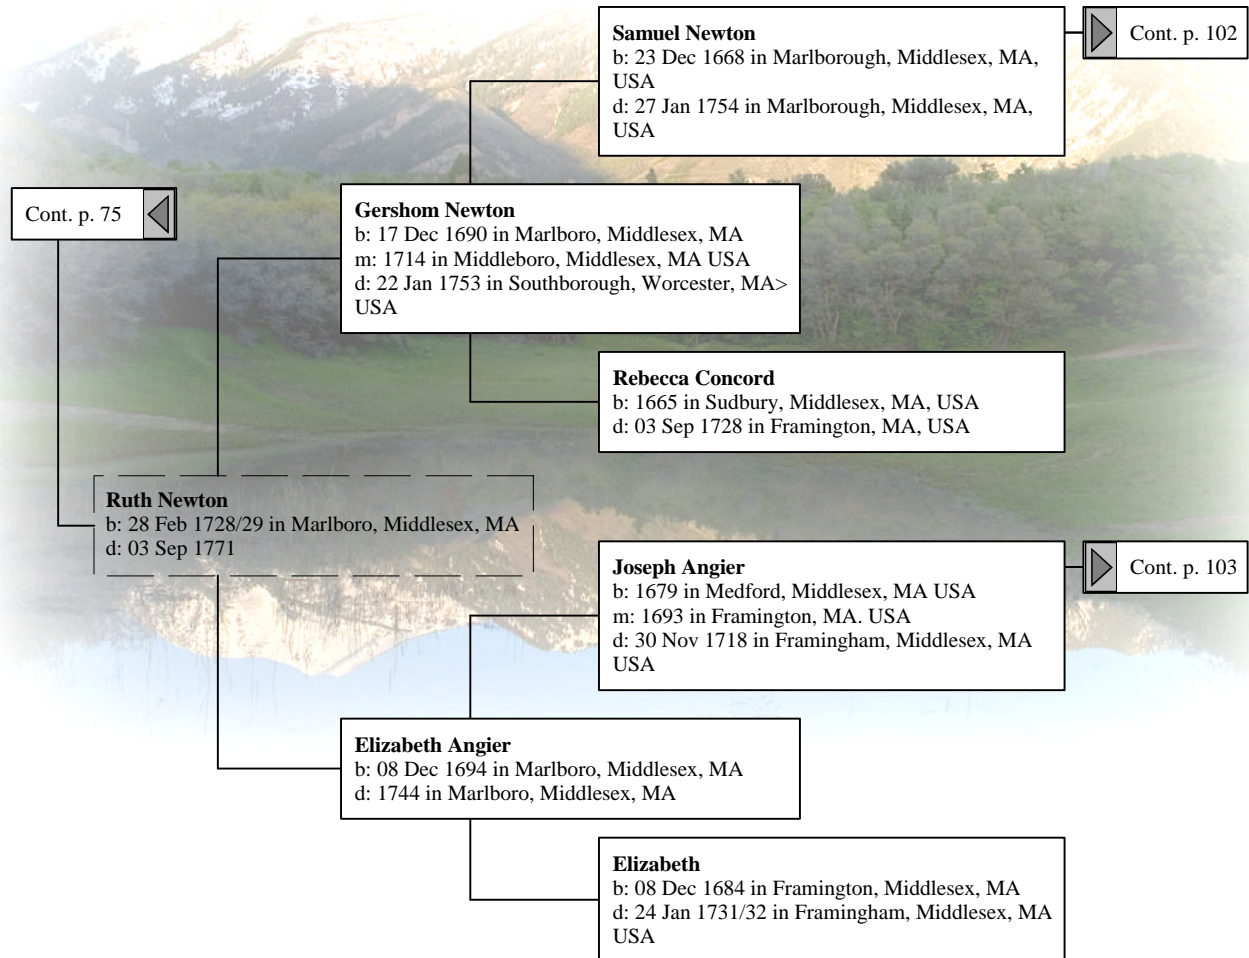 Samuel Newton
b: 23 Dec 1668 in Marlborough, Middlesex, MA,
USA
d: 27 Jan 1754 in Marlborough, Middlesex, MA,
USA
Cont. p. 102
Cont. p. 75
Gershom Newton
b: 17 Dec 1690 in Marlboro, Middlesex, MA
m: 1714 in Middleboro, Middlesex, MA USA
d: 22 Jan 1753 in Southborough, Worcester, MA>
USA
Rebecca Concord
b: 1665 in Sudbury, Middlesex, MA, USA
d: 03 Sep 1728 in Framington, MA, USA
Ruth Newton
b: 28 Feb 1728/29 in Marlboro, Middlesex, MA
d: 03 Sep 1771
Joseph Angier
b: 1679 in Medford, Middlesex, MA USA
m: 1693 in Framington, MA. USA
d: 30 Nov 1718 in Framingham, Middlesex, MA
USA
Cont. p. 103
Elizabeth Angier
b: 08 Dec 1694 in Marlboro, Middlesex, MA
d: 1744 in Marlboro, Middlesex, MA
Elizabeth
b: 08 Dec 1684 in Framington, Middlesex, MA
d: 24 Jan 1731/32 in Framingham, Middlesex, MA
USA